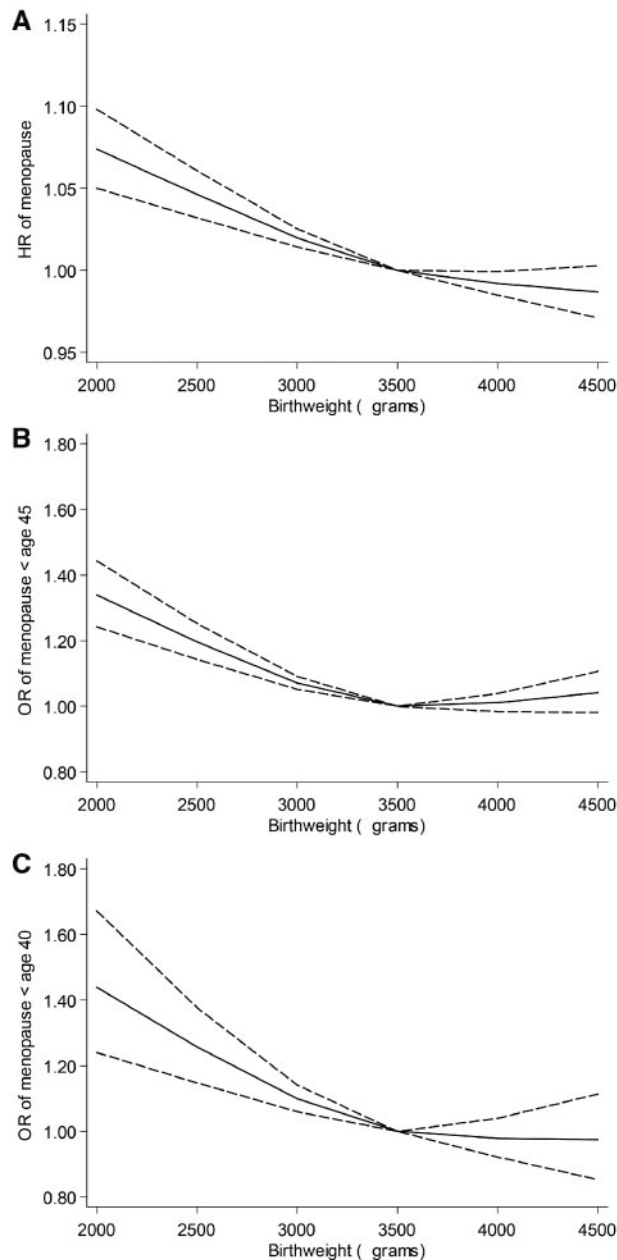 A
1.15
1.10
1.05
1.00
0.95
HR of menopause
2000 2500 3000 3500 4000 4500
Birthweight ( grams)
B
1.80
1.60
1.40
1.20
1.00
0.80
OR of menopause < age 45
2000 2500 3000 3500 4000 4500
Birthweight ( grams)
C
1.80
1.60
1.40
1.20
1.00
0.80
OR of menopause < age 40
2000 2500 3000 3500 4000 4500
Birthweight ( grams)